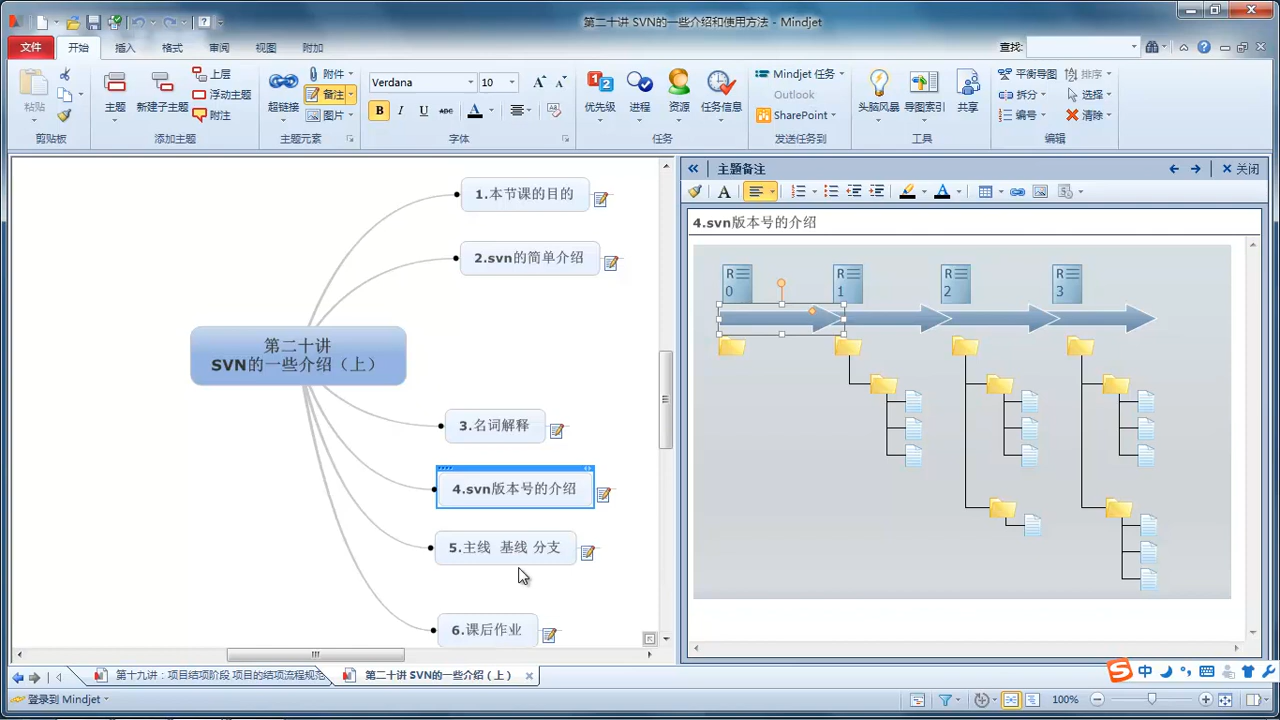 第二十讲 SVN的一些介绍和使用方法 - Mindjet
文件 开始 插入 格式 审阅 视图 附加 查找:
粘贴
剪贴板
主题 新建子主题
上层
浮动主题
附注
添加主题
超链接
附件
备注
图片
主题元素
Verdana 10
B I U abc A
字体
优先级 进程 资源 任务信息
任务
Mindjet 任务
Outlook
SharePoint
发送任务到
头脑风暴 导图索引 共享
工具
平衡导图 排序
拆分 选择
编号 清除
编辑
1.本节课的目的
2.svn的简单介绍
第二十讲
SVN的一些介绍（上）
3.名词解释
4.svn版本号的介绍
5.主线 基线 分支
6.课后作业
主题备注 关闭
4.svn版本号的介绍
R 0
R 1
R 2
R 3
第十九讲：项目结项阶段 项目的结项流程规范
第二十讲 SVN的一些介绍（上）
中
登录到 Mindjet
100%